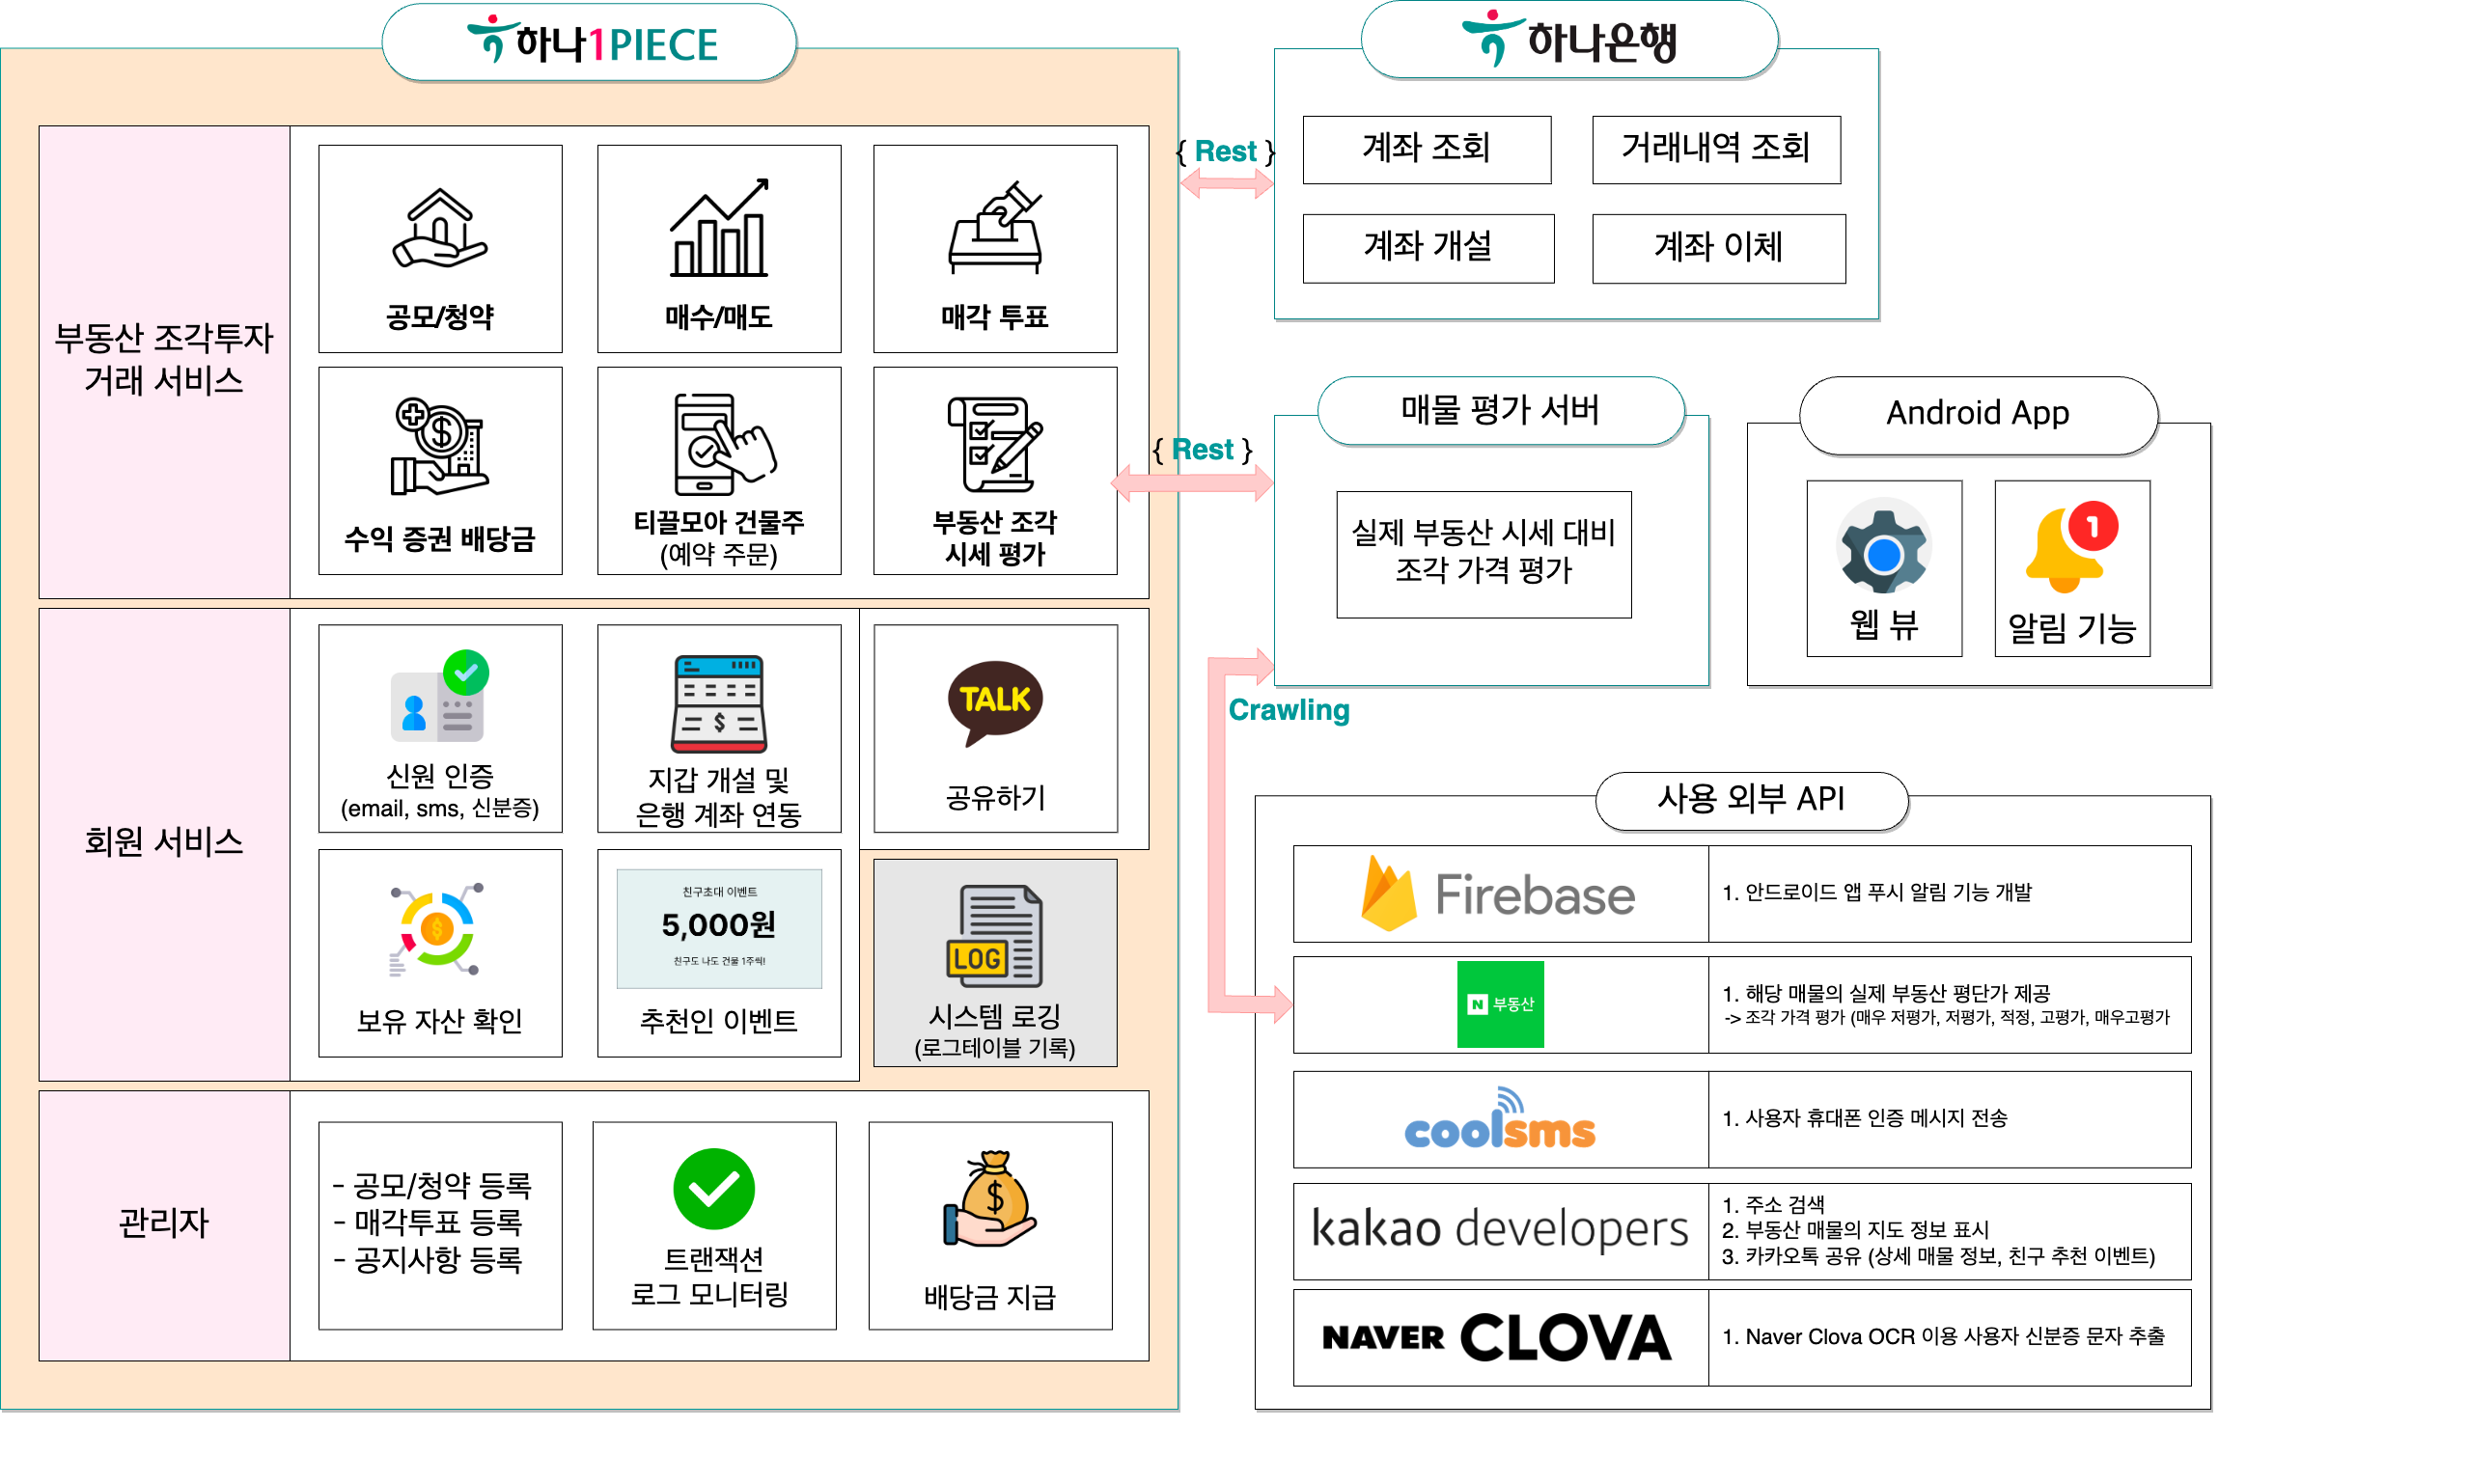 하나1PIECE
부동산 조각투자
거래 서비스
공모/청약
매수/매도
매각 투표
수익 증권 배당금
티끌모아 건물주
(예약 주문)
부동산 조각
시세 평가
회원 서비스
신원 인증
(email, sms, 신분증)
지갑 개설 및
은행 계좌 연동
TALK
공유하기
보유 자산 확인
친구초대 이벤트
5,000원
친구도 나도 건물 1주씩!
추천인 이벤트
LOG
시스템 로깅
(로그테이블 기록)
관리자
- 공모/청약 등록
- 매각투표 등록
- 공지사항 등록
트랜잭션
로그 모니터링
배당금 지급
{ Rest }
하나은행
계좌 조회
거래내역 조회
계좌 개설
계좌 이체
{ Rest }
매물 평가 서버
실제 부동산 시세 대비
조각 가격 평가
Android App
웹 뷰
1
알림 기능
Crawling
사용 외부 API
Firebase
1. 안드로이드 앱 푸시 알림 기능 개발
N 부동산
1. 해당 매물의 실제 부동산 평단가 제공
-> 조각 가격 평가 (매우 저평가, 저평가, 적정, 고평가, 매우고평가
coolsms
1. 사용자 휴대폰 인증 메시지 전송
kakao developers
1. 주소 검색
2. 부동산 매물의 지도 정보 표시
3. 카카오톡 공유 (상세 매물 정보, 친구 추천 이벤트)
NAVER CLOVA
1. Naver Clova OCR 이용 사용자 신분증 문자 추출